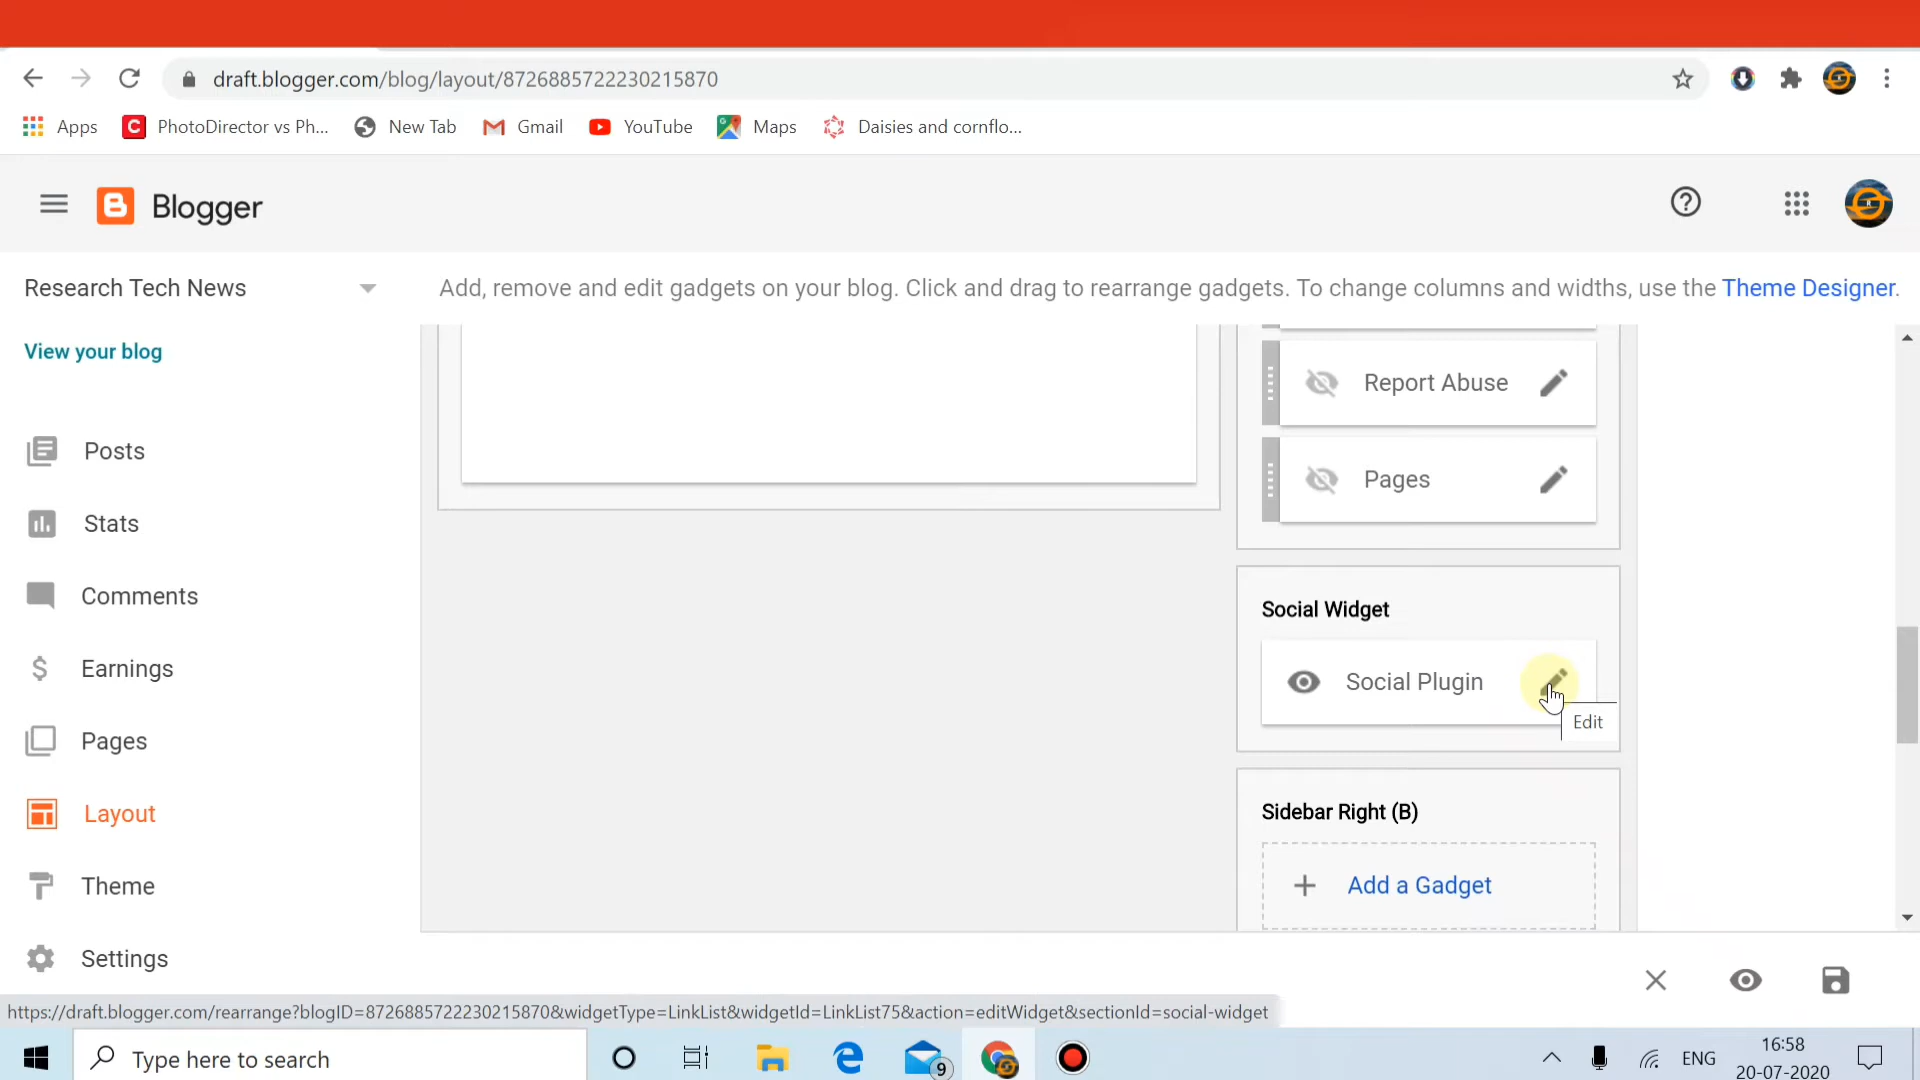 draft.blogger.com/blog/layout/8726885722230215870
Apps PhotoDirector vs Ph... New Tab Gmail YouTube Maps Daisies and cornflo...
Blogger
Research Tech News
Add, remove and edit gadgets on your blog. Click and drag to rearrange gadgets. To change columns and widths, use the Theme Designer.
View your blog
Posts
Stats
Comments
Earnings
Pages
Layout
Theme
Settings
Report Abuse
Pages
Social Widget
Social Plugin
Edit
Sidebar Right (B)
Add a Gadget
https://draft.blogger.com/rearrange?blogID=8726885722230215870&widgetType=LinkList&widgetId=LinkList75&action=editWidget&sectionId=social-widget
Type here to search
9
ENG
16:58
20-07-2020